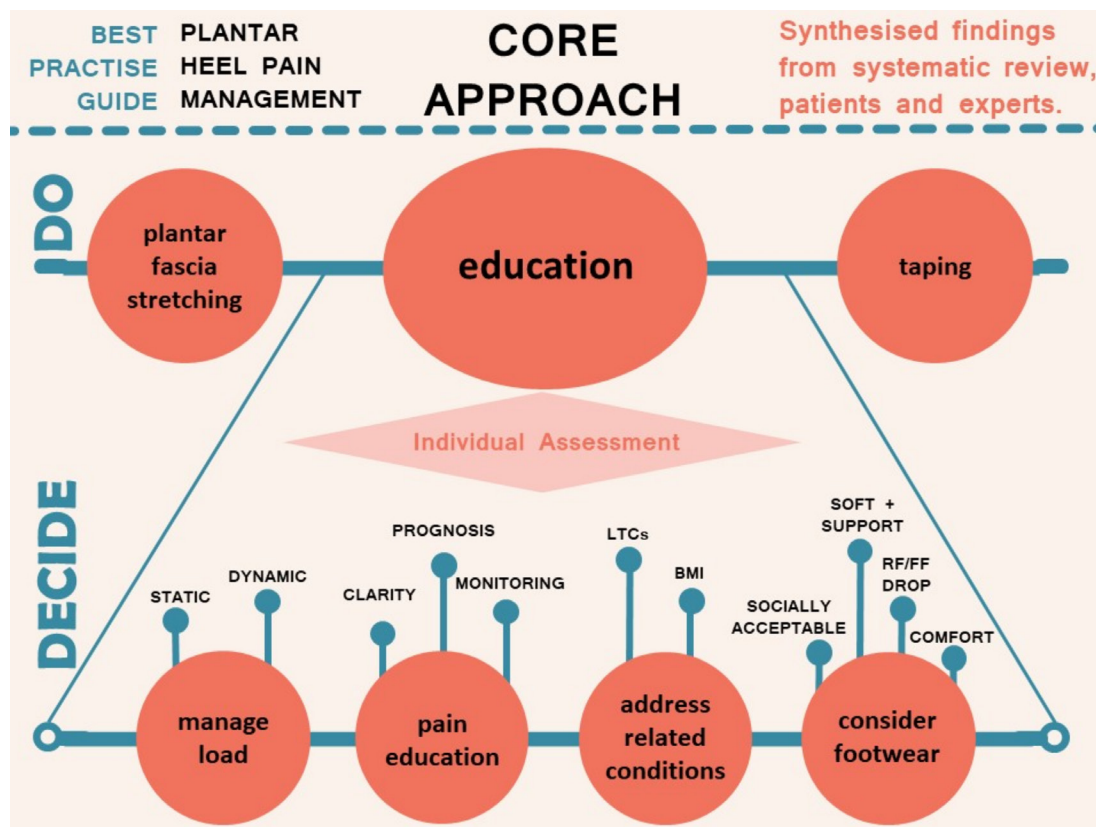 BEST
PRACTISE
GUIDE
PLANTAR
HEEL PAIN
MANAGEMENT
CORE
APPROACH
Synthesised findings
from systematic review,
patients and experts.
DO
plantar
fascia
stretching
education
taping
Individual Assessment
DECIDE
STATIC
DYNAMIC
manage
load
CLARITY
PROGNOSIS
MONITORING
pain
education
LTCs
BMI
address
related
conditions
SOCIALLY
ACCEPTABLE
SOFT +
SUPPORT
RF/FF
DROP
COMFORT
consider
footwear